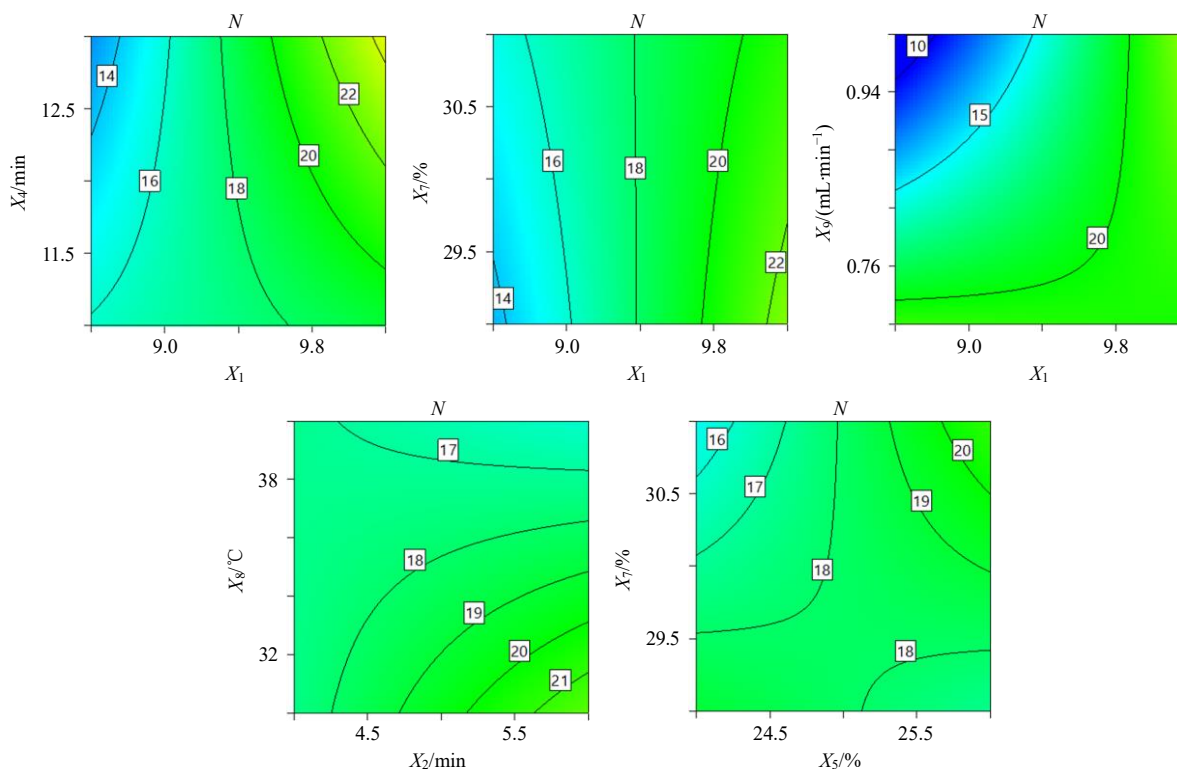 N
14
12.5
22
20
16
18
11.5
X4/min
9.0
9.8
X1
N
30.5
16
20
18
29.5
22
14
X7/%
9.0
9.8
X1
N
10
0.94
15
20
0.76
X9/(mL·min⁻¹)
9.0
9.8
X1
N
17
38
18
19
32
20
21
X8/℃
4.5
5.5
X2/min
N
16
20
30.5
17
19
18
29.5
18
X7/%
24.5
25.5
X5/%